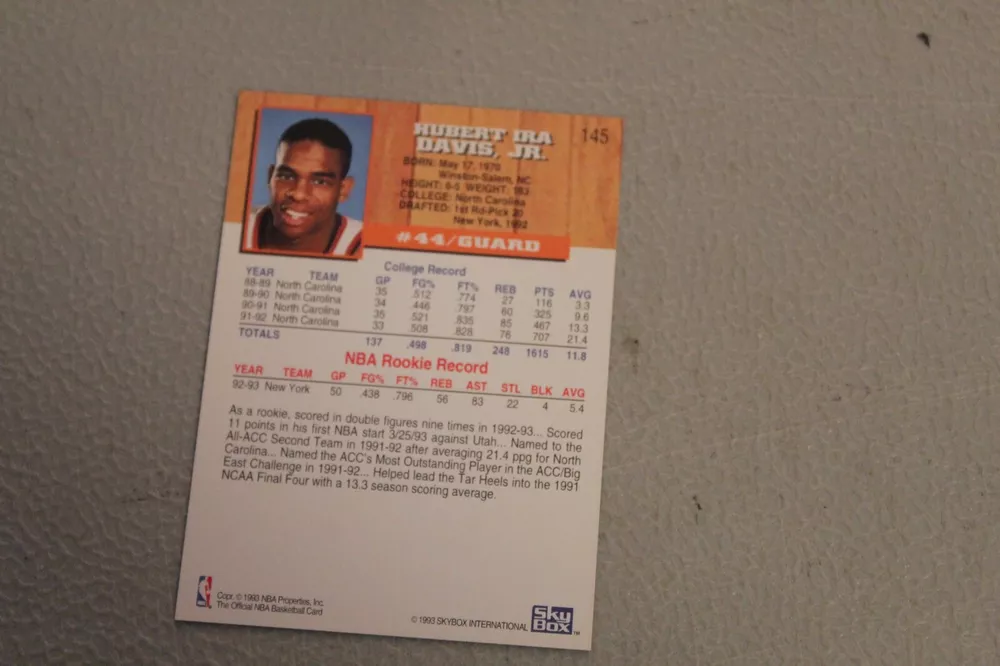 HUBERT IRA
DAVIS, JR.
145
BORN: May 17, 1970
Winston-Salem, NC
HEIGHT: 6-5 WEIGHT: 183
COLLEGE: North Carolina
DRAFTED: 1st Rd-Pick 20
New York, 1992
#44/GUARD
College Record
YEAR TEAM GP FG% FT% REB PTS AVG
88-89 North Carolina 35 .512 .774 27 116 3.3
89-90 North Carolina 34 .446 .797 60 325 9.6
90-91 North Carolina 35 .521 .835 85 467 13.3
91-92 North Carolina 33 .508 .828 76 707 21.4
TOTALS 137 .498 .819 248 1615 11.8
NBA Rookie Record
YEAR TEAM GP FG% FT% REB AST STL BLK AVG
92-93 New York 50 .438 .796 56 83 22 4 5.4
As a rookie, scored in double figures nine times in 1992-93... Scored
11 points in his first NBA start 3/25/93 against Utah... Named to the
All-ACC Second Team in 1991-92 after averaging 21.4 ppg for North
Carolina... Named the ACC's Most Outstanding Player in the ACC/Big
East Challenge in 1991-92... Helped lead the Tar Heels into the 1991
NCAA Final Four with a 13.3 season scoring average.
NBA
Copr. © 1993 NBA Properties, Inc.
The Official NBA Basketball Card
© 1993 SKYBOX INTERNATIONAL
SkyBox™